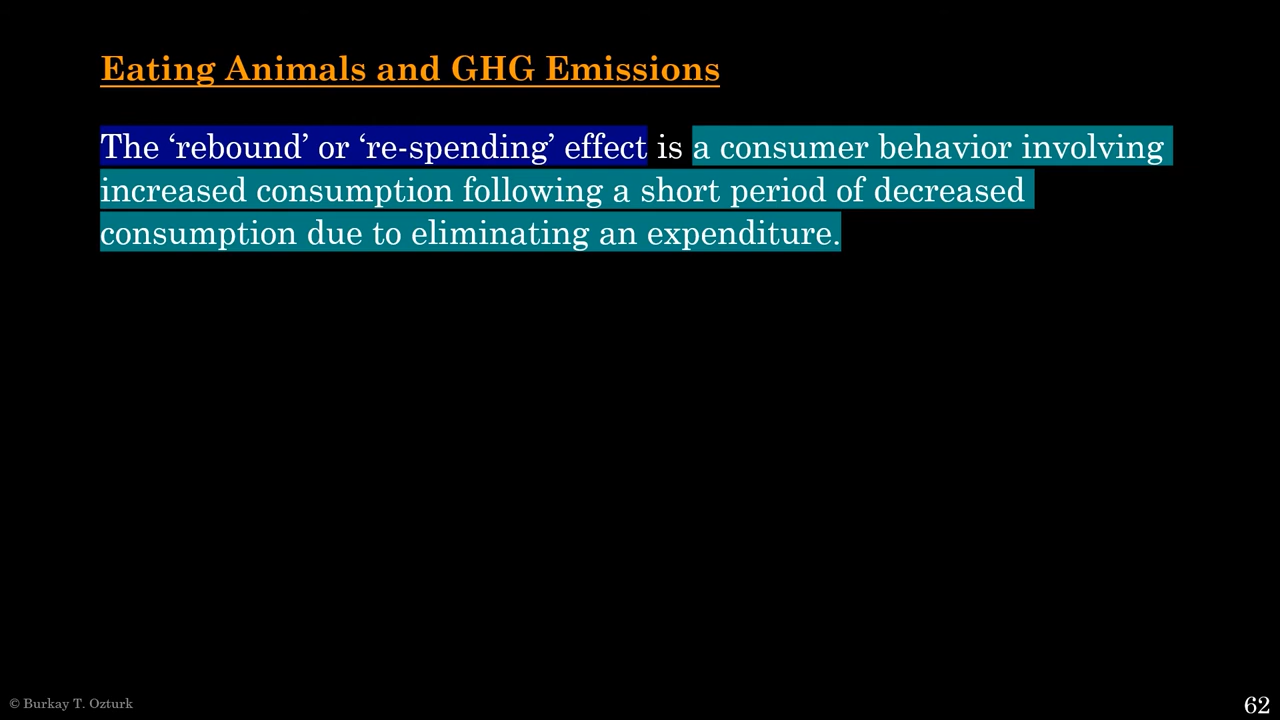 Eating Animals and GHG Emissions
The ‘rebound’ or ‘re-spending’ effect is a consumer behavior involving
increased consumption following a short period of decreased
consumption due to eliminating an expenditure.
© Burkay T. Ozturk
62